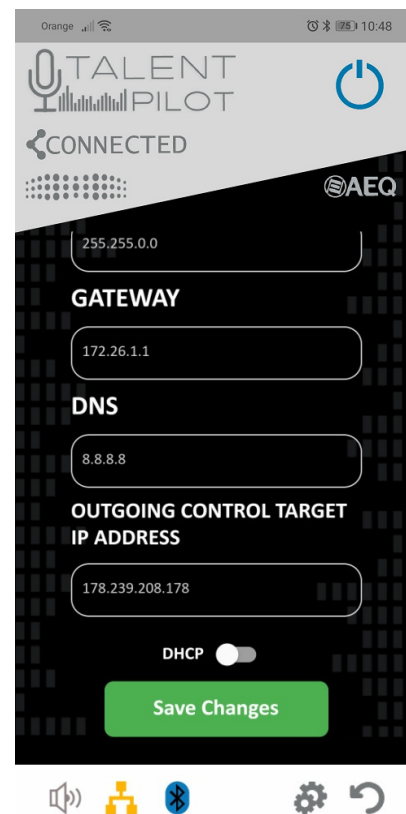 Orange 75 10:48
TALENT
PILOT
CONNECTED
AEQ
255.255.0.0
GATEWAY
172.26.1.1
DNS
8.8.8.8
OUTGOING CONTROL TARGET
IP ADDRESS
178.239.208.178
DHCP
Save Changes